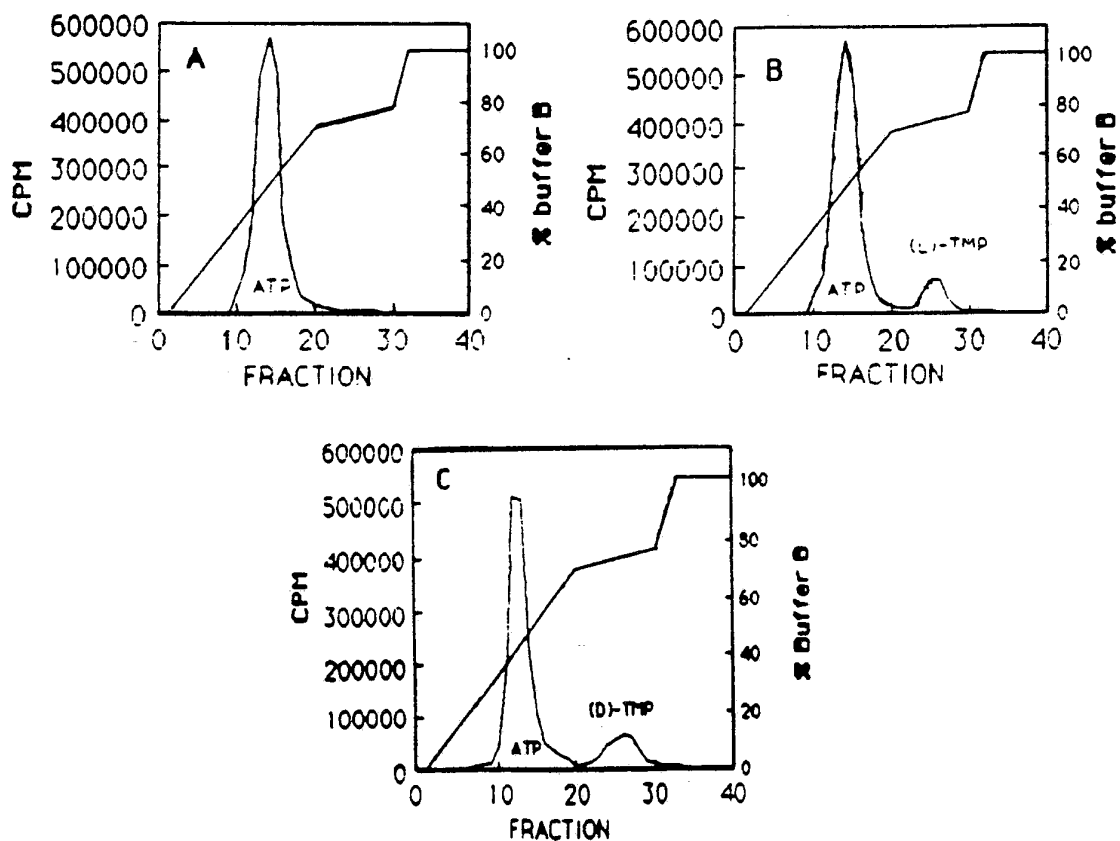 A
600000
500000
400000
300000
200000
100000
0
CPM
ATP
0 10 20 30 40
FRACTION
100
80
60
40
20
0
% buffer B
B
600000
500000
400000
300000
200000
100000
0
CPM
ATP
(L)-TMP
0 10 20 30 40
FRACTION
100
80
60
40
20
0
% buffer B
C
600000
500000
400000
300000
200000
100000
0
CPM
ATP
(D)-TMP
0 10 20 30 40
FRACTION
100
80
60
40
20
0
% Buffer B